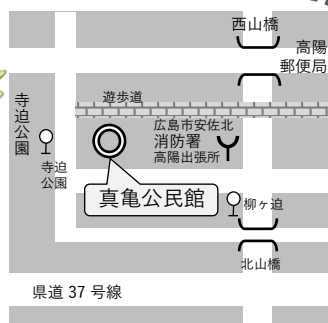 西山橋
高陽
郵便局
遊歩道
寺迫公園
広島市安佐北
消防署
高陽出張所
寺迫
公園
真亀公民館
柳ヶ迫
北山橋
県道 37 号線